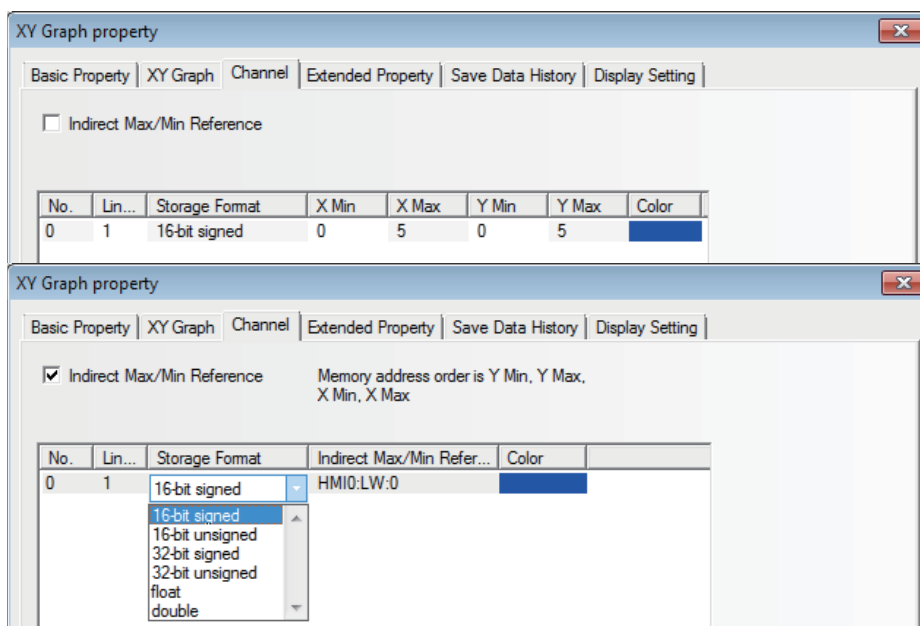 XY Graph property
Basic Property XY Graph Channel Extended Property Save Data History Display Setting
Indirect Max/Min Reference
No. Lin... Storage Format X Min X Max Y Min Y Max Color
0 1 16-bit signed 0 5 0 5
XY Graph property
Basic Property XY Graph Channel Extended Property Save Data History Display Setting
Indirect Max/Min Reference Memory address order is Y Min, Y Max,
X Min, X Max
No. Lin... Storage Format Indirect Max/Min Refer... Color
0 1 16-bit signed HMI0:LW:0
16-bit signed
16-bit unsigned
32-bit signed
32-bit unsigned
float
double